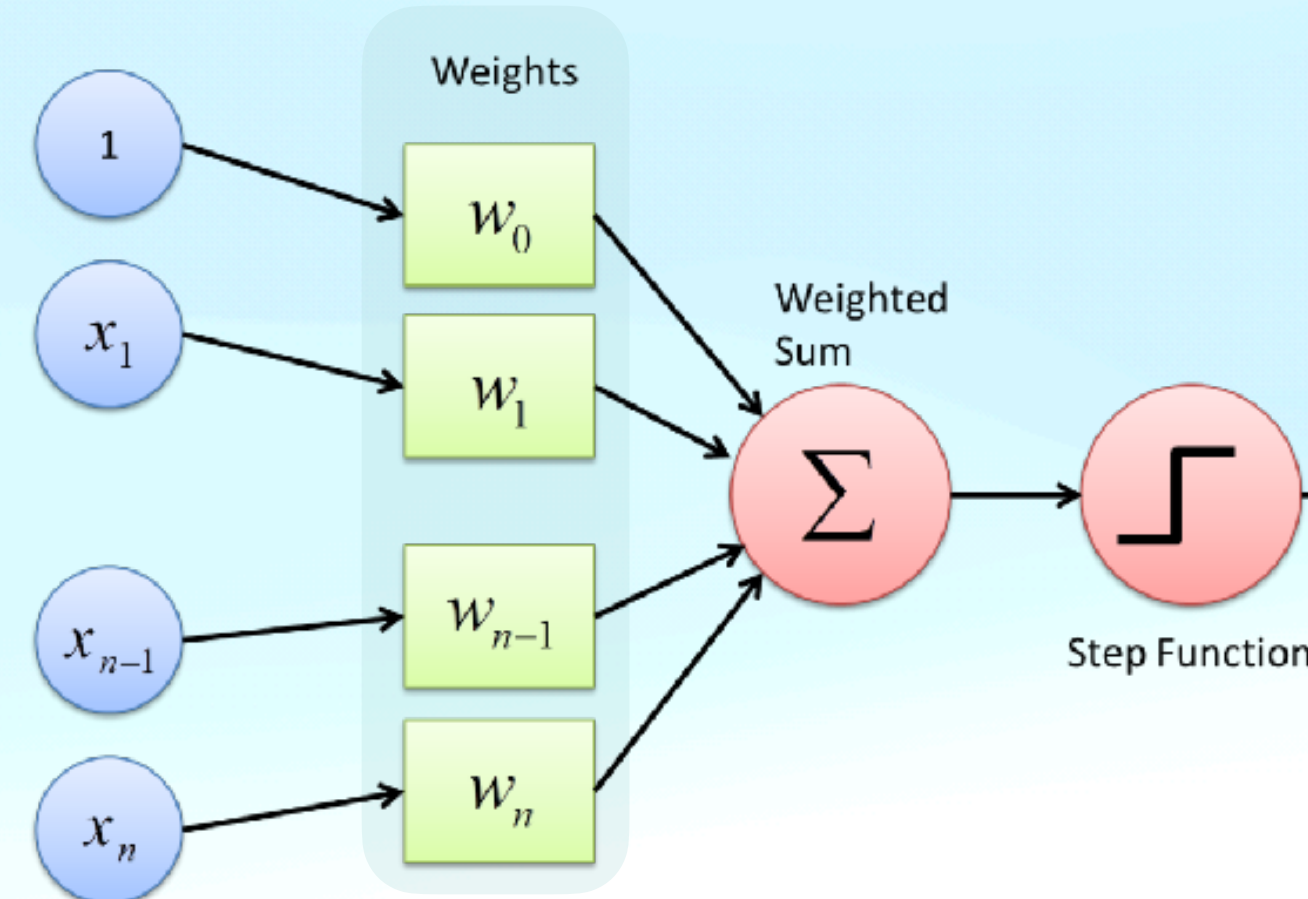 Weights
1
w₀
x₁
w₁
Weighted
Sum
Σ
xₙ₋₁
wₙ₋₁
Step Function
xₙ
wₙ